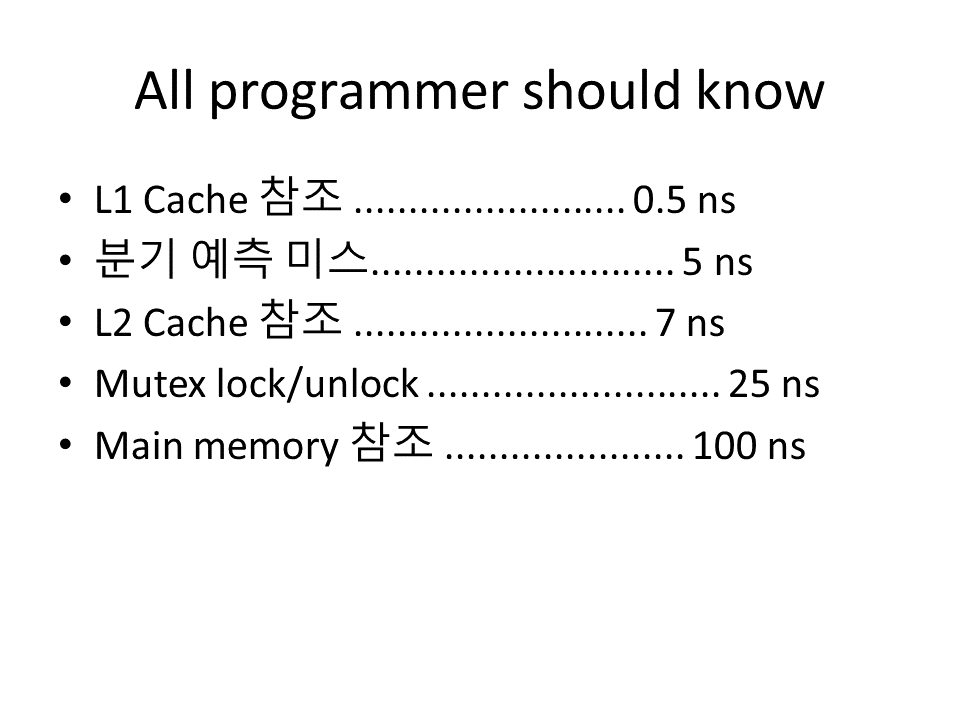 All programmer should know
• L1 Cache 참조 ......................... 0.5 ns
• 분기 예측 미스............................ 5 ns
• L2 Cache 참조 ........................... 7 ns
• Mutex lock/unlock ........................... 25 ns
• Main memory 참조 ...................... 100 ns